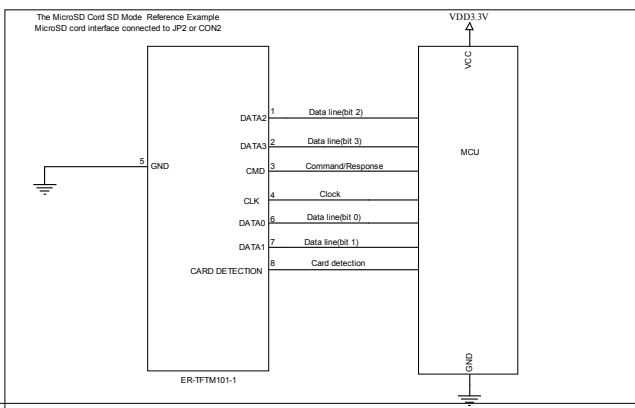 The MicroSD Cord SD Mode Reference Example
MicroSD cord interface connected to JP2 or CON2
VDD3.3V
VCC
DATA2 1 Data line(bit 2)
DATA3 2 Data line(bit 3)
MCU
5 GND
CMD 3 Command/Response
CLK 4 Clock
DATA0 6 Data line(bit 0)
DATA1 7 Data line(bit 1)
CARD DETECTION 8 Card detection
GND
ER-TFTM101-1